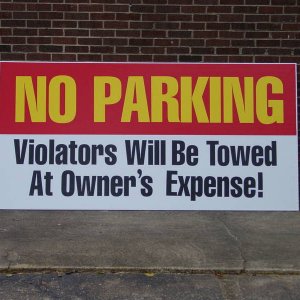 NO PARKING
Violators Will Be Towed
At Owner's Expense!